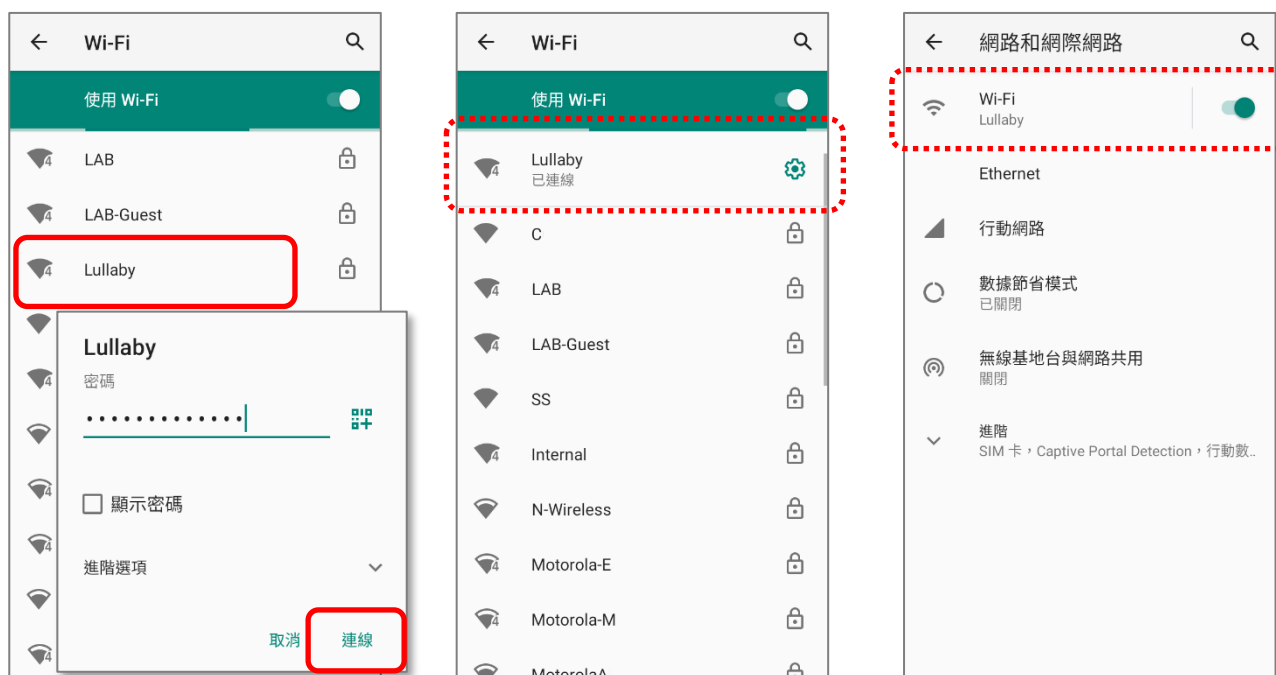 Wi-Fi
使用 Wi-Fi
LAB
LAB-Guest
Lullaby
Lullaby
密碼
•••••••••••••
顯示密碼
進階選項
取消 連線
Wi-Fi
使用 Wi-Fi
Lullaby
已連線
C
LAB
LAB-Guest
SS
Internal
N-Wireless
Motorola-E
Motorola-M
MotorolaA
網路和網際網路
Wi-Fi
Lullaby
Ethernet
行動網路
數據節省模式
已關閉
無線基地台與網路共用
關閉
進階
SIM 卡，Captive Portal Detection，行動數..